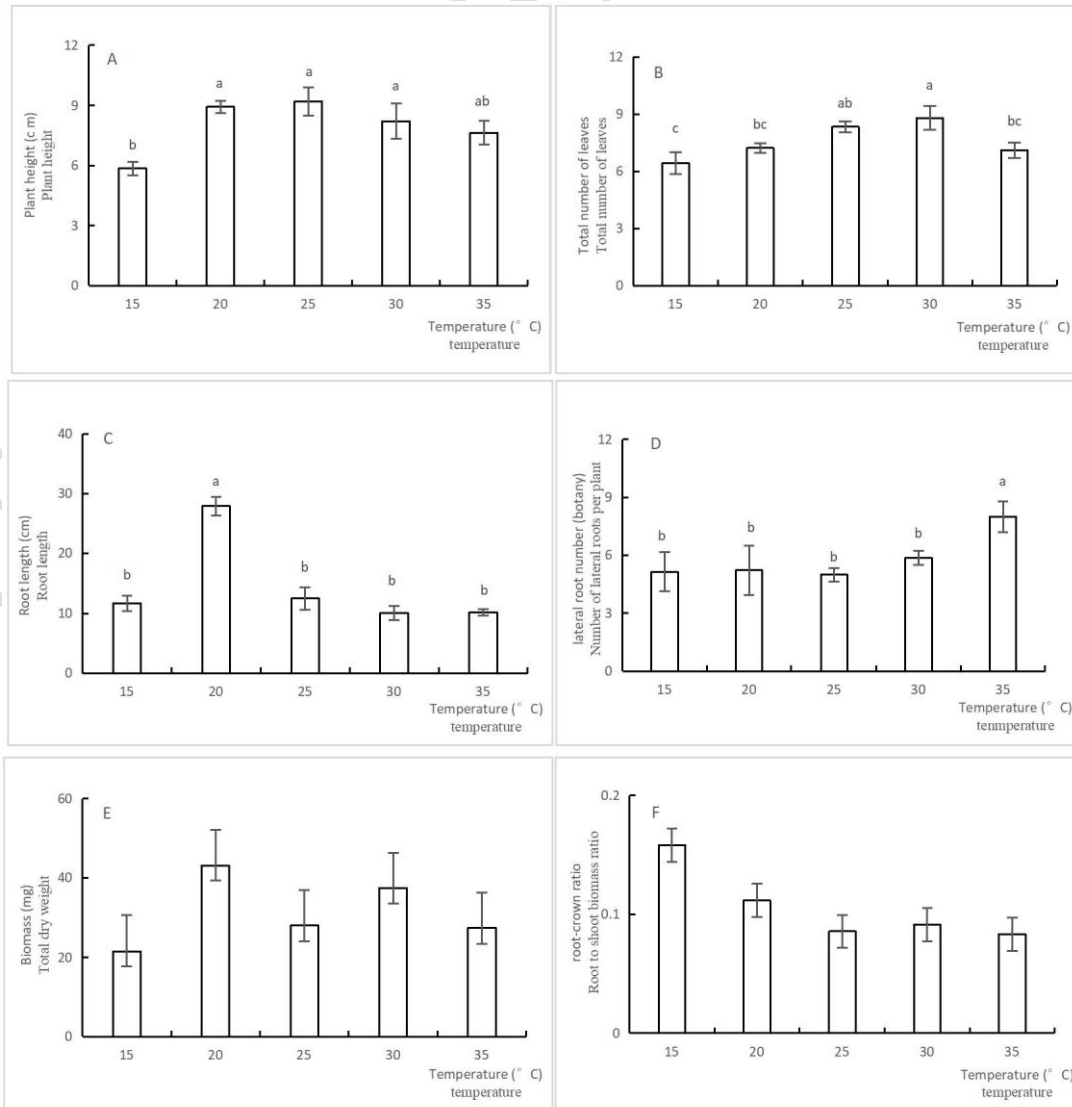 A
12
9
6
3
0
b
a
a
a
ab
15
20
25
30
35
Plant height (c m)
Plant height
Temperature (° C)
temperature
B
12
9
6
3
0
c
bc
ab
a
bc
15
20
25
30
35
Total number of leaves
Total number of leaves
Temperature (° C)
temperature
C
40
30
20
10
0
b
a
b
b
b
15
20
25
30
35
Root length (cm)
Root length
Temperature (° C)
temperature
D
12
9
6
3
0
b
b
b
b
a
15
20
25
30
35
lateral root number (botany)
Number of lateral roots per plant
Temperature (° C)
tenmperature
E
60
40
20
0
15
20
25
30
35
Biomass (mg)
Total dry weight
Temperature (° C)
temperature
F
0.2
0.1
0
15
20
25
30
35
root-crown ratio
Root to shoot biomass ratio
Temperature (° C)
temperature